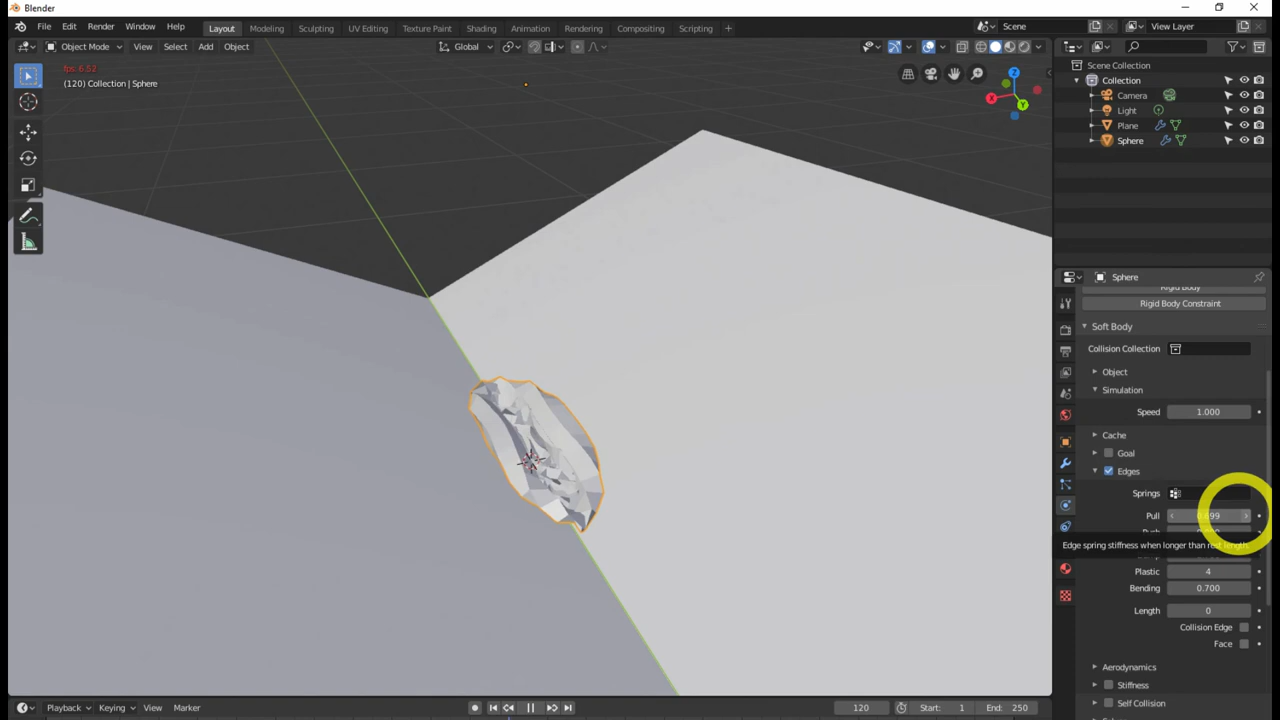 Blender
File Edit Render Window Help Layout Modeling Sculpting UV Editing Texture Paint Shading Animation Rendering Compositing Scripting + Scene View Layer
Object Mode View Select Add Object Global
fps: 6.52
(120) Collection | Sphere
X Y Z
Scene Collection
Collection
Camera
Light
Plane
Sphere
Sphere
Rigid Body
Rigid Body Constraint
Soft Body
Collision Collection
Object
Simulation
Speed 1.000
Cache
Goal
Edges
Springs
Pull
Edge spring stiffness when longer than rest length.
Plastic 4
Bending 0.700
Length 0
Collision Edge
Face
Aerodynamics
Stiffness
Self Collision
Playback Keying View Marker 120 Start: 1 End: 250